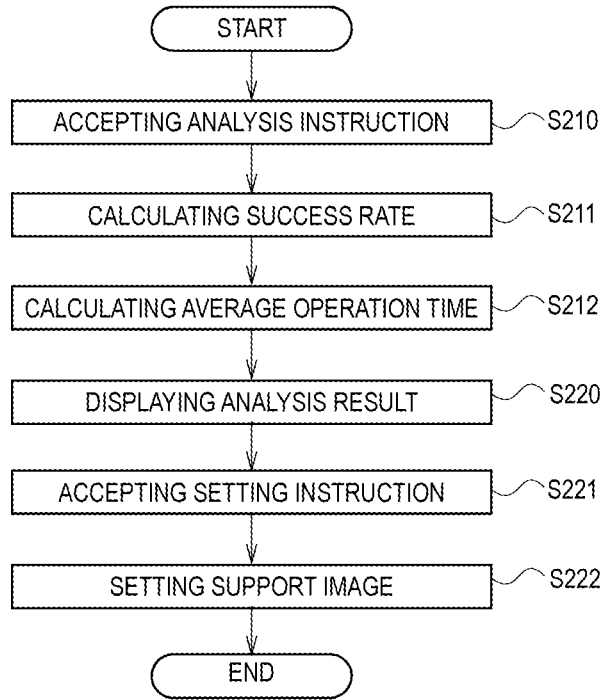 START
ACCEPTING ANALYSIS INSTRUCTION S210
CALCULATING SUCCESS RATE S211
CALCULATING AVERAGE OPERATION TIME S212
DISPLAYING ANALYSIS RESULT S220
ACCEPTING SETTING INSTRUCTION S221
SETTING SUPPORT IMAGE S222
END